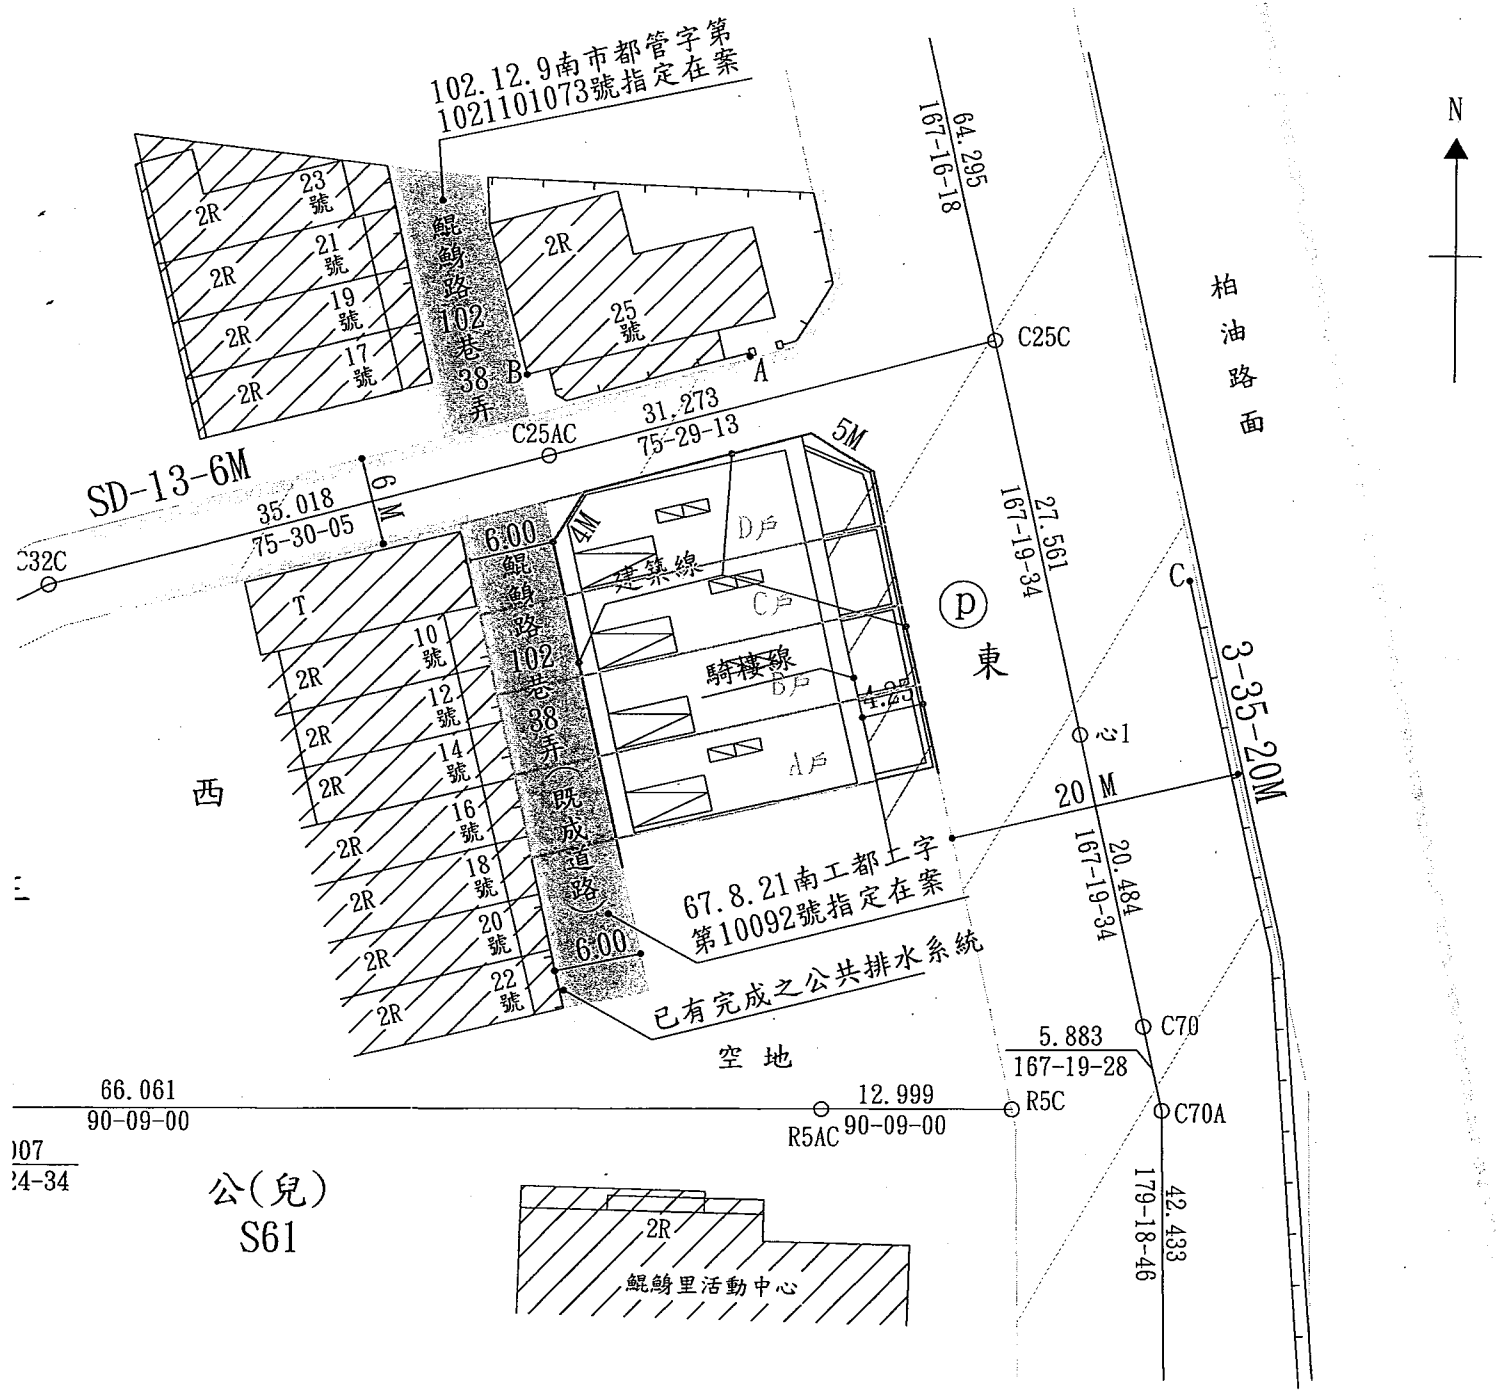 102.12.9南市都管字第
1021101073號指定在案
N
64.295
167-16-18
23
號
2R
21
號
2R
19
號
2R
17
號
2R
鯤鯓路102巷38弄
2R
25
號
B
A
C25C
柏油路面
31.273
75-29-13
C25AC
5M
SD-13-6M
6 M
35.018
75-30-05
C32C
6.00
4M
鯤鯓路102巷38弄(既成道路)
建築線
D戶
C戶
騎樓線
B戶
4.25
A戶
P
東
27.561
167-19-34
C
3-35-20M
心1
20 M
20.484
167-19-34
T
10
號
2R
12
號
2R
14
號
2R
16
號
2R
18
號
2R
20
號
2R
22
號
2R
西
67.8.21南工都土字
第10092號指定在案
6.00
已有完成之公共排水系統
空地
C70
5.883
167-19-28
66.061
90-09-00
12.999
90-09-00
R5AC
R5C
C70A
007
24-34
公(兒)
S61
2R
鯤鯓里活動中心
42.433
179-18-46